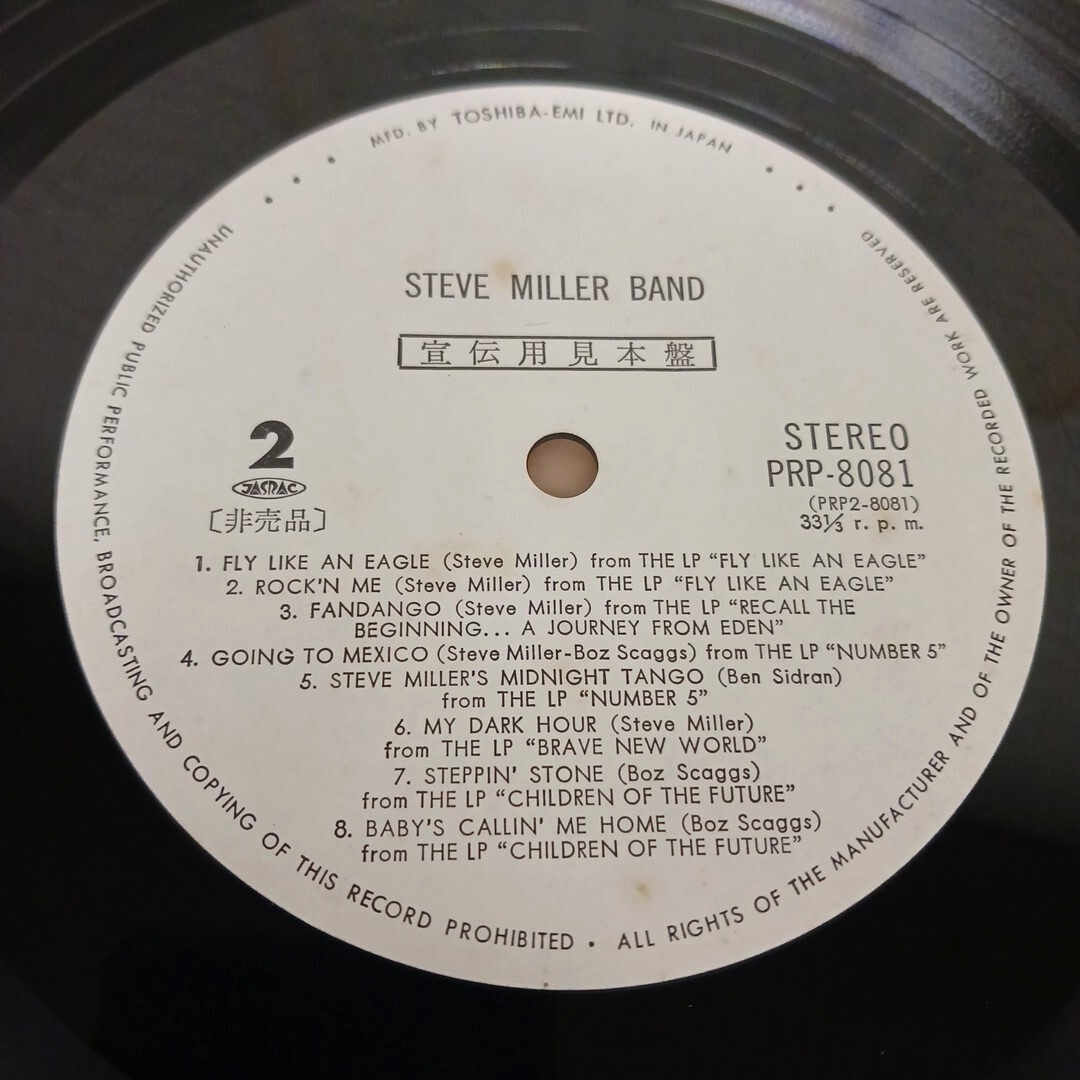 MFD. BY TOSHIBA-EMI LTD. IN JAPAN
STEVE MILLER BAND
宣伝用見本盤
2
JASRAC
〔非売品〕
STEREO
PRP-8081
(PRP2-8081)
33⅓ r. p. m.
1. FLY LIKE AN EAGLE (Steve Miller) from THE LP “FLY LIKE AN EAGLE”
2. ROCK'N ME (Steve Miller) from THE LP “FLY LIKE AN EAGLE”
3. FANDANGO (Steve Miller) from THE LP “RECALL THE
BEGINNING... A JOURNEY FROM EDEN”
4. GOING TO MEXICO (Steve Miller-Boz Scaggs) from THE LP “NUMBER 5”
5. STEVE MILLER'S MIDNIGHT TANGO (Ben Sidran)
from THE LP “NUMBER 5”
6. MY DARK HOUR (Steve Miller)
from THE LP “BRAVE NEW WORLD”
7. STEPPIN' STONE (Boz Scaggs)
from THE LP “CHILDREN OF THE FUTURE”
8. BABY'S CALLIN' ME HOME (Boz Scaggs)
from THE LP “CHILDREN OF THE FUTURE”
UNAUTHORIZED PUBLIC PERFORMANCE, BROADCASTING AND COPYING OF THIS RECORD PROHIBITED • ALL RIGHTS OF THE MANUFACTURER AND OF THE OWNER OF THE RECORDED WORK ARE RESERVED